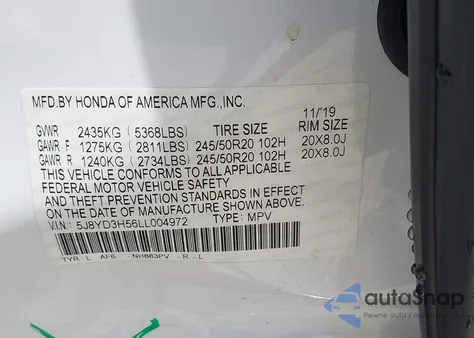 MFD.BY HONDA OF AMERICA MFG.,INC.
11/'19
GVWR 2435KG (5368LBS) TIRE SIZE RIM SIZE
GAWR F 1275KG (2811LBS) 245/50R20 102H 20X8.0J
GAWR R 1240KG (2734LBS) 245/50R20 102H 20X8.0J
THIS VEHICLE CONFORMS TO ALL APPLICABLE
FEDERAL MOTOR VEHICLE SAFETY
AND THEFT PREVENTION STANDARDS IN EFFECT
ON THE DATE OF MANUFACTURE SHOWN ABOVE.
V.I.N.: 5J8YD3H56LL004972 TYPE: MPV
TYR L AF6 - NH883PV - R - L
autoSnap